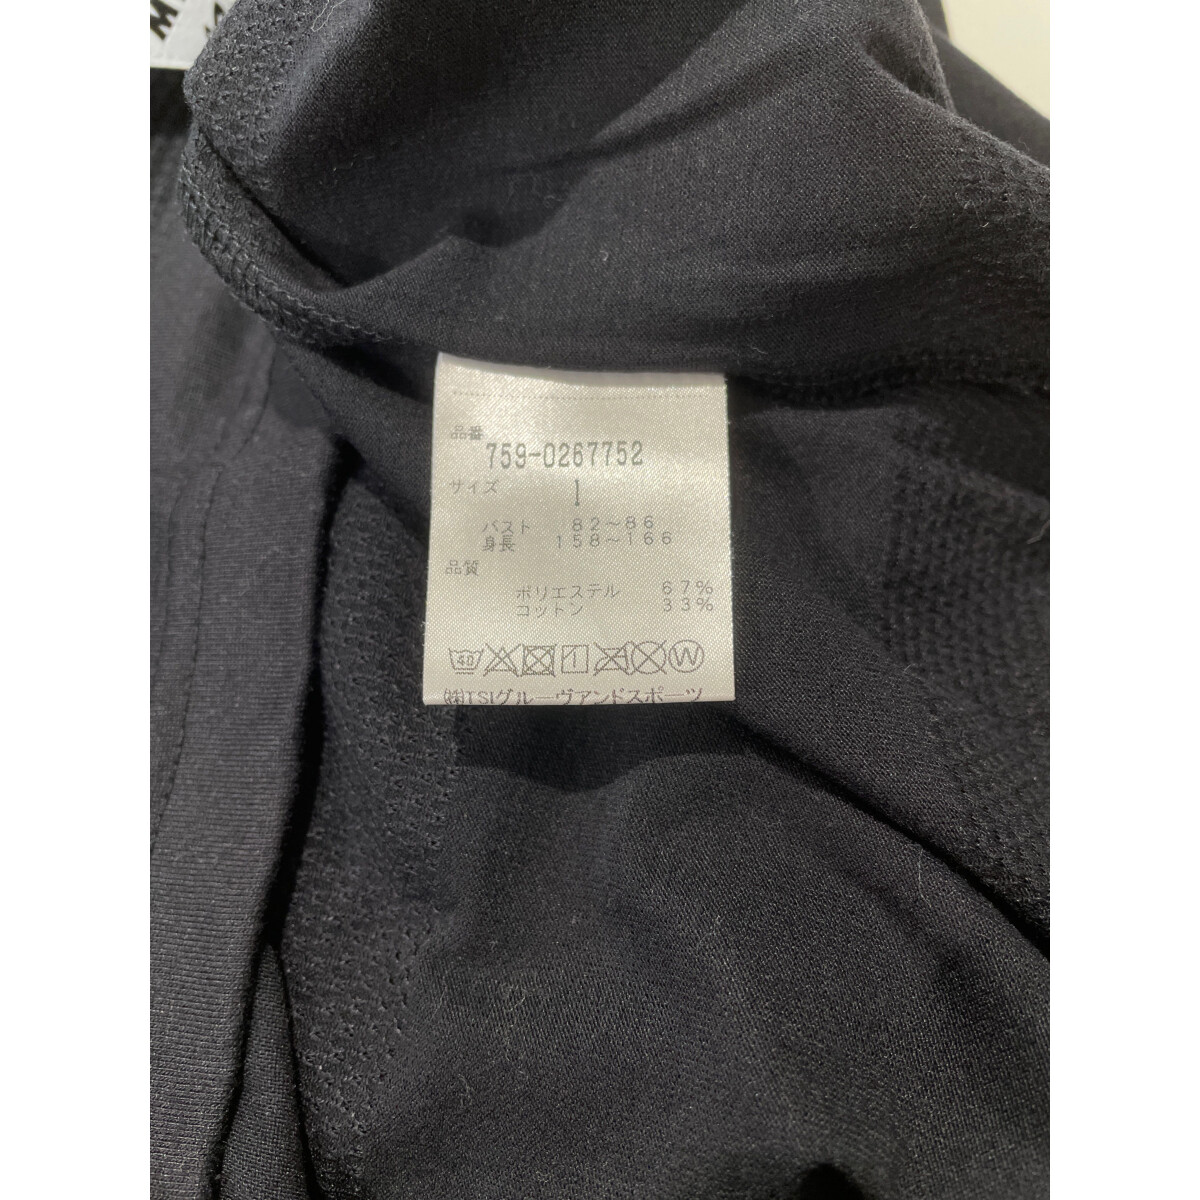 M
品番
759-0267752
サイズ 1
バスト 82～86
身長 158～166
品質
ポリエステル 67%
コットン 33%
40 1 W
㈱TSIグルーヴアンドスポーツ